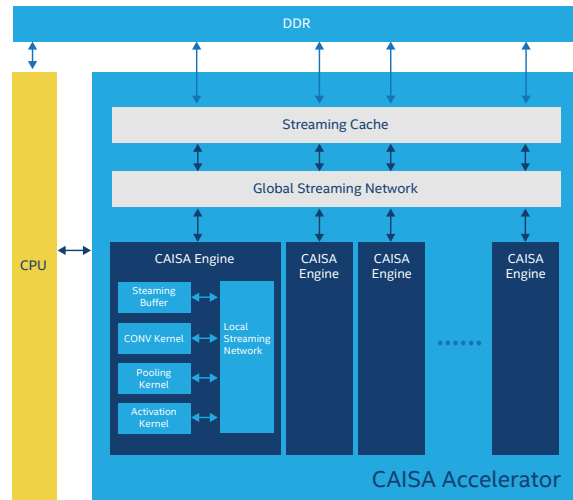 DDR
Streaming Cache
Global Streaming Network
CPU
CAISA Engine
CAISA
Engine
CAISA
Engine
CAISA
Engine
Steaming
Buffer
CONV Kernel
Pooling
Kernel
Activation
Kernel
Local
Streaming
Network
......
CAISA Accelerator